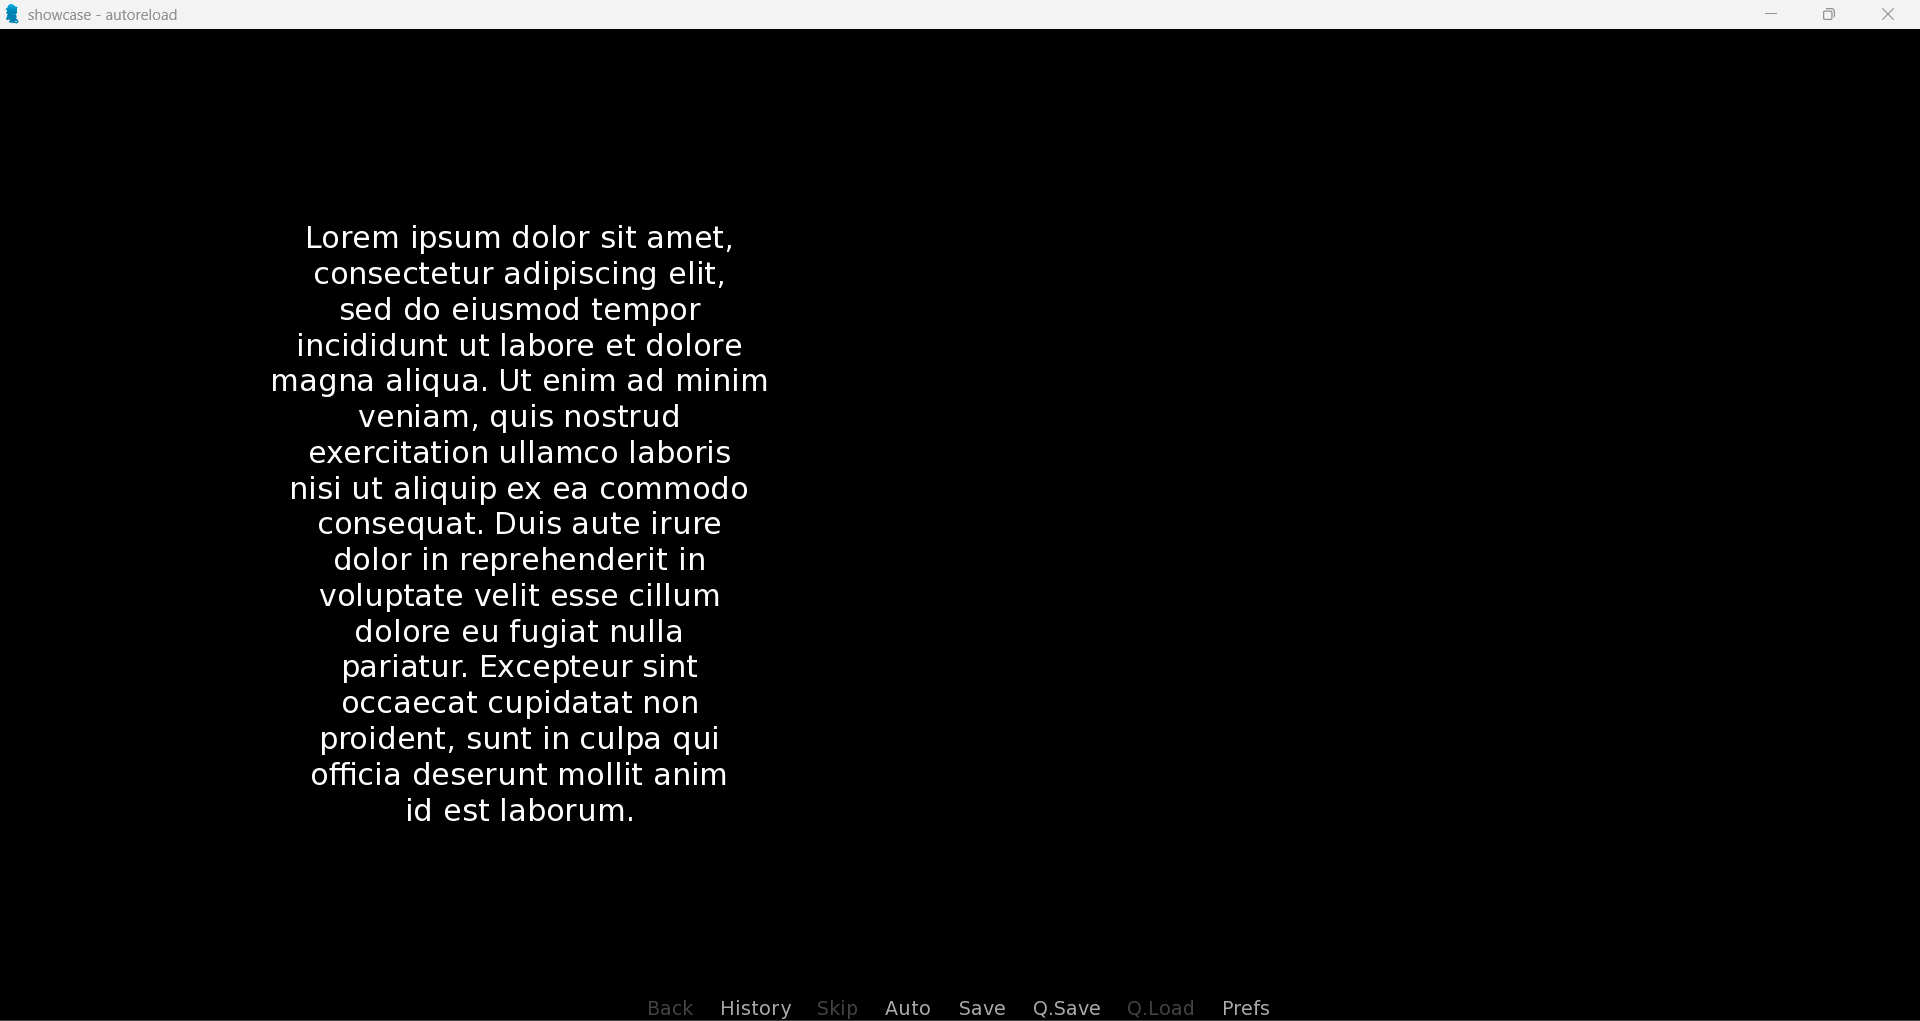 showcase - autoreload
Lorem ipsum dolor sit amet,
consectetur adipiscing elit,
sed do eiusmod tempor
incididunt ut labore et dolore
magna aliqua. Ut enim ad minim
veniam, quis nostrud
exercitation ullamco laboris
nisi ut aliquip ex ea commodo
consequat. Duis aute irure
dolor in reprehenderit in
voluptate velit esse cillum
dolore eu fugiat nulla
pariatur. Excepteur sint
occaecat cupidatat non
proident, sunt in culpa qui
officia deserunt mollit anim
id est laborum.
Back History Skip Auto Save Q.Save Q.Load Prefs